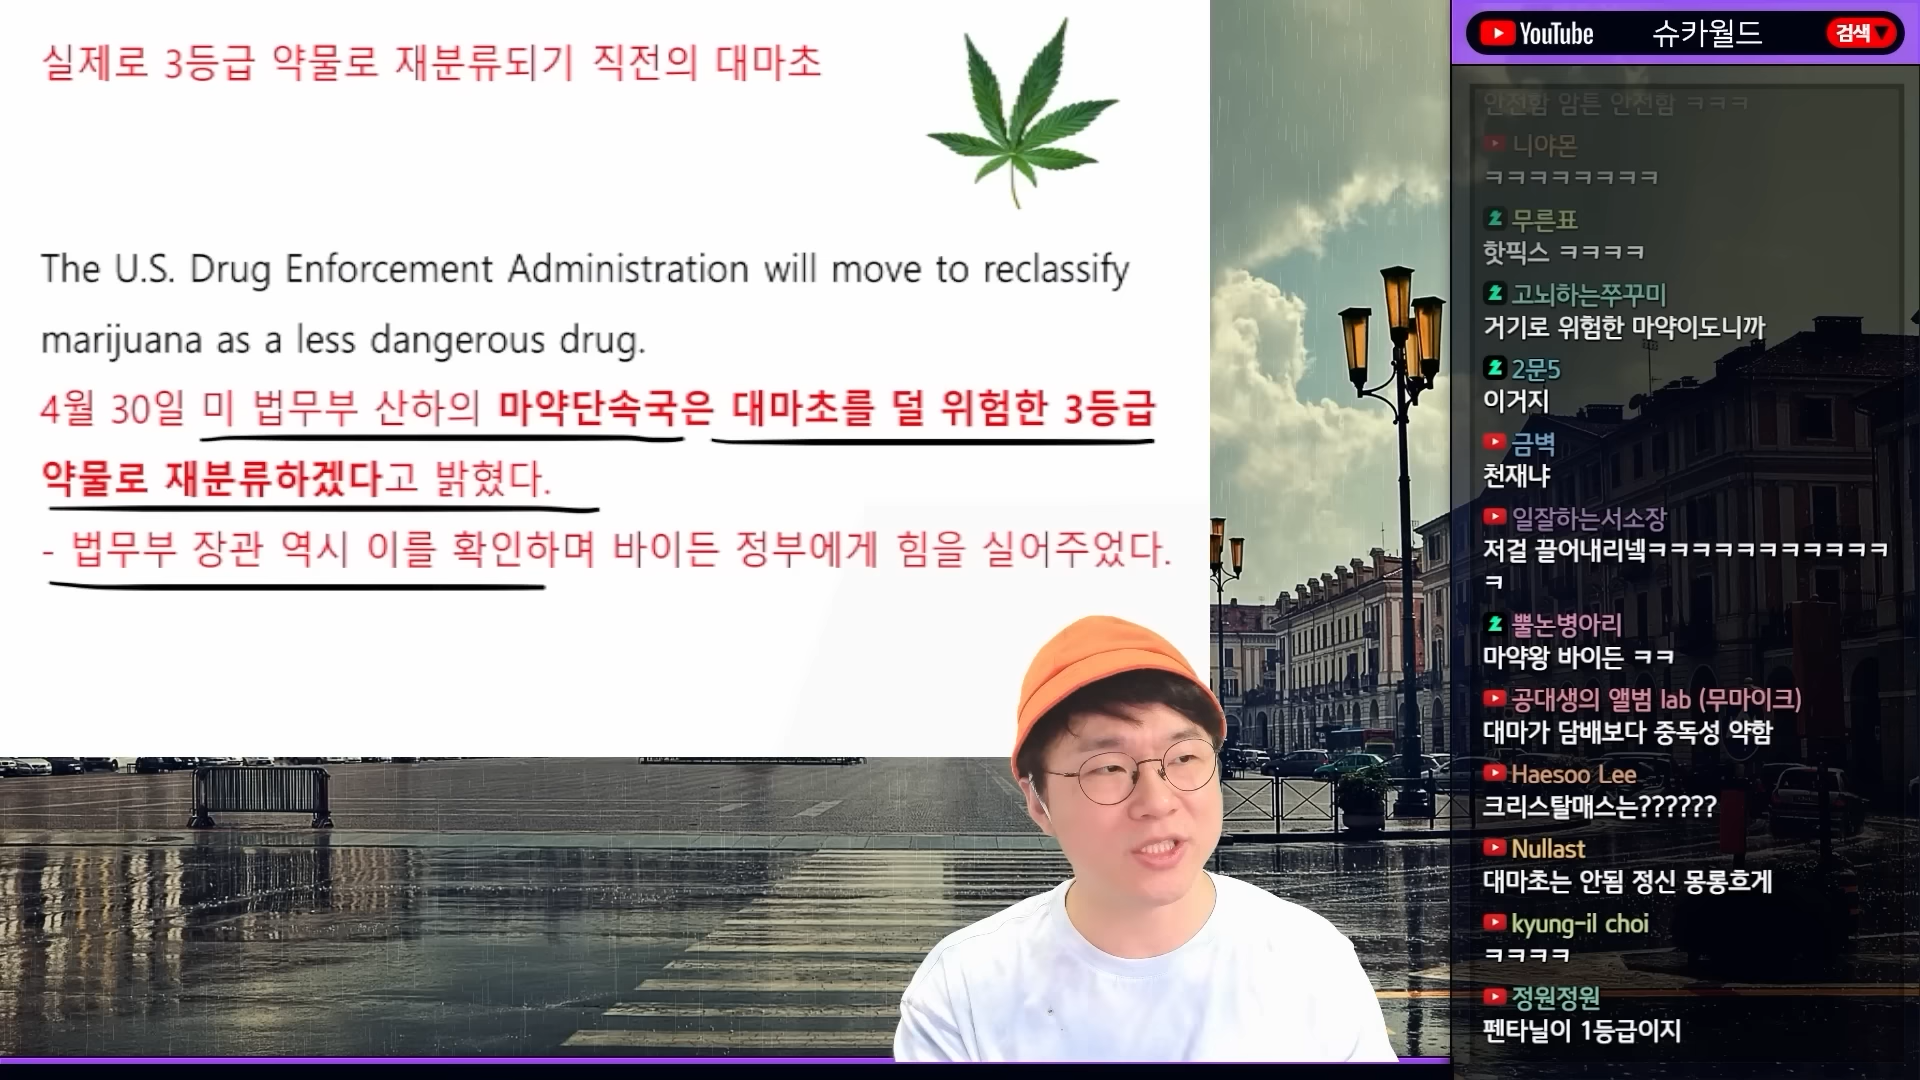 실제로 3등급 약물로 재분류되기 직전의 대마초
The U.S. Drug Enforcement Administration will move to reclassify
marijuana as a less dangerous drug.
4월 30일 미 법무부 산하의 마약단속국은 대마초를 덜 위험한 3등급
약물로 재분류하겠다고 밝혔다.
- 법무부 장관 역시 이를 확인하며 바이든 정부에게 힘을 실어주었다.
YouTube 슈카월드 검색
안전함 암튼 안전함 ㅋㅋㅋ
니야몬
ㅋㅋㅋㅋㅋㅋㅋㅋ
무른표
핫픽스 ㅋㅋㅋㅋ
고뇌하는쭈꾸미
거기로 위험한 마약이도니까
2문5
이거지
금벽
천재냐
일잘하는서소장
저걸 끌어내리넼ㅋㅋㅋㅋㅋㅋㅋㅋㅋㅋㅋ
ㅋ
뿔논병아리
마약왕 바이든 ㅋㅋ
공대생의 앨범 lab (무마이크)
대마가 담배보다 중독성 약함
Haesoo Lee
크리스탈매스는??????
Nullast
대마초는 안됨 정신 몽롱흐게
kyung-il choi
ㅋㅋㅋㅋ
정원정원
펜타닐이 1등급이지